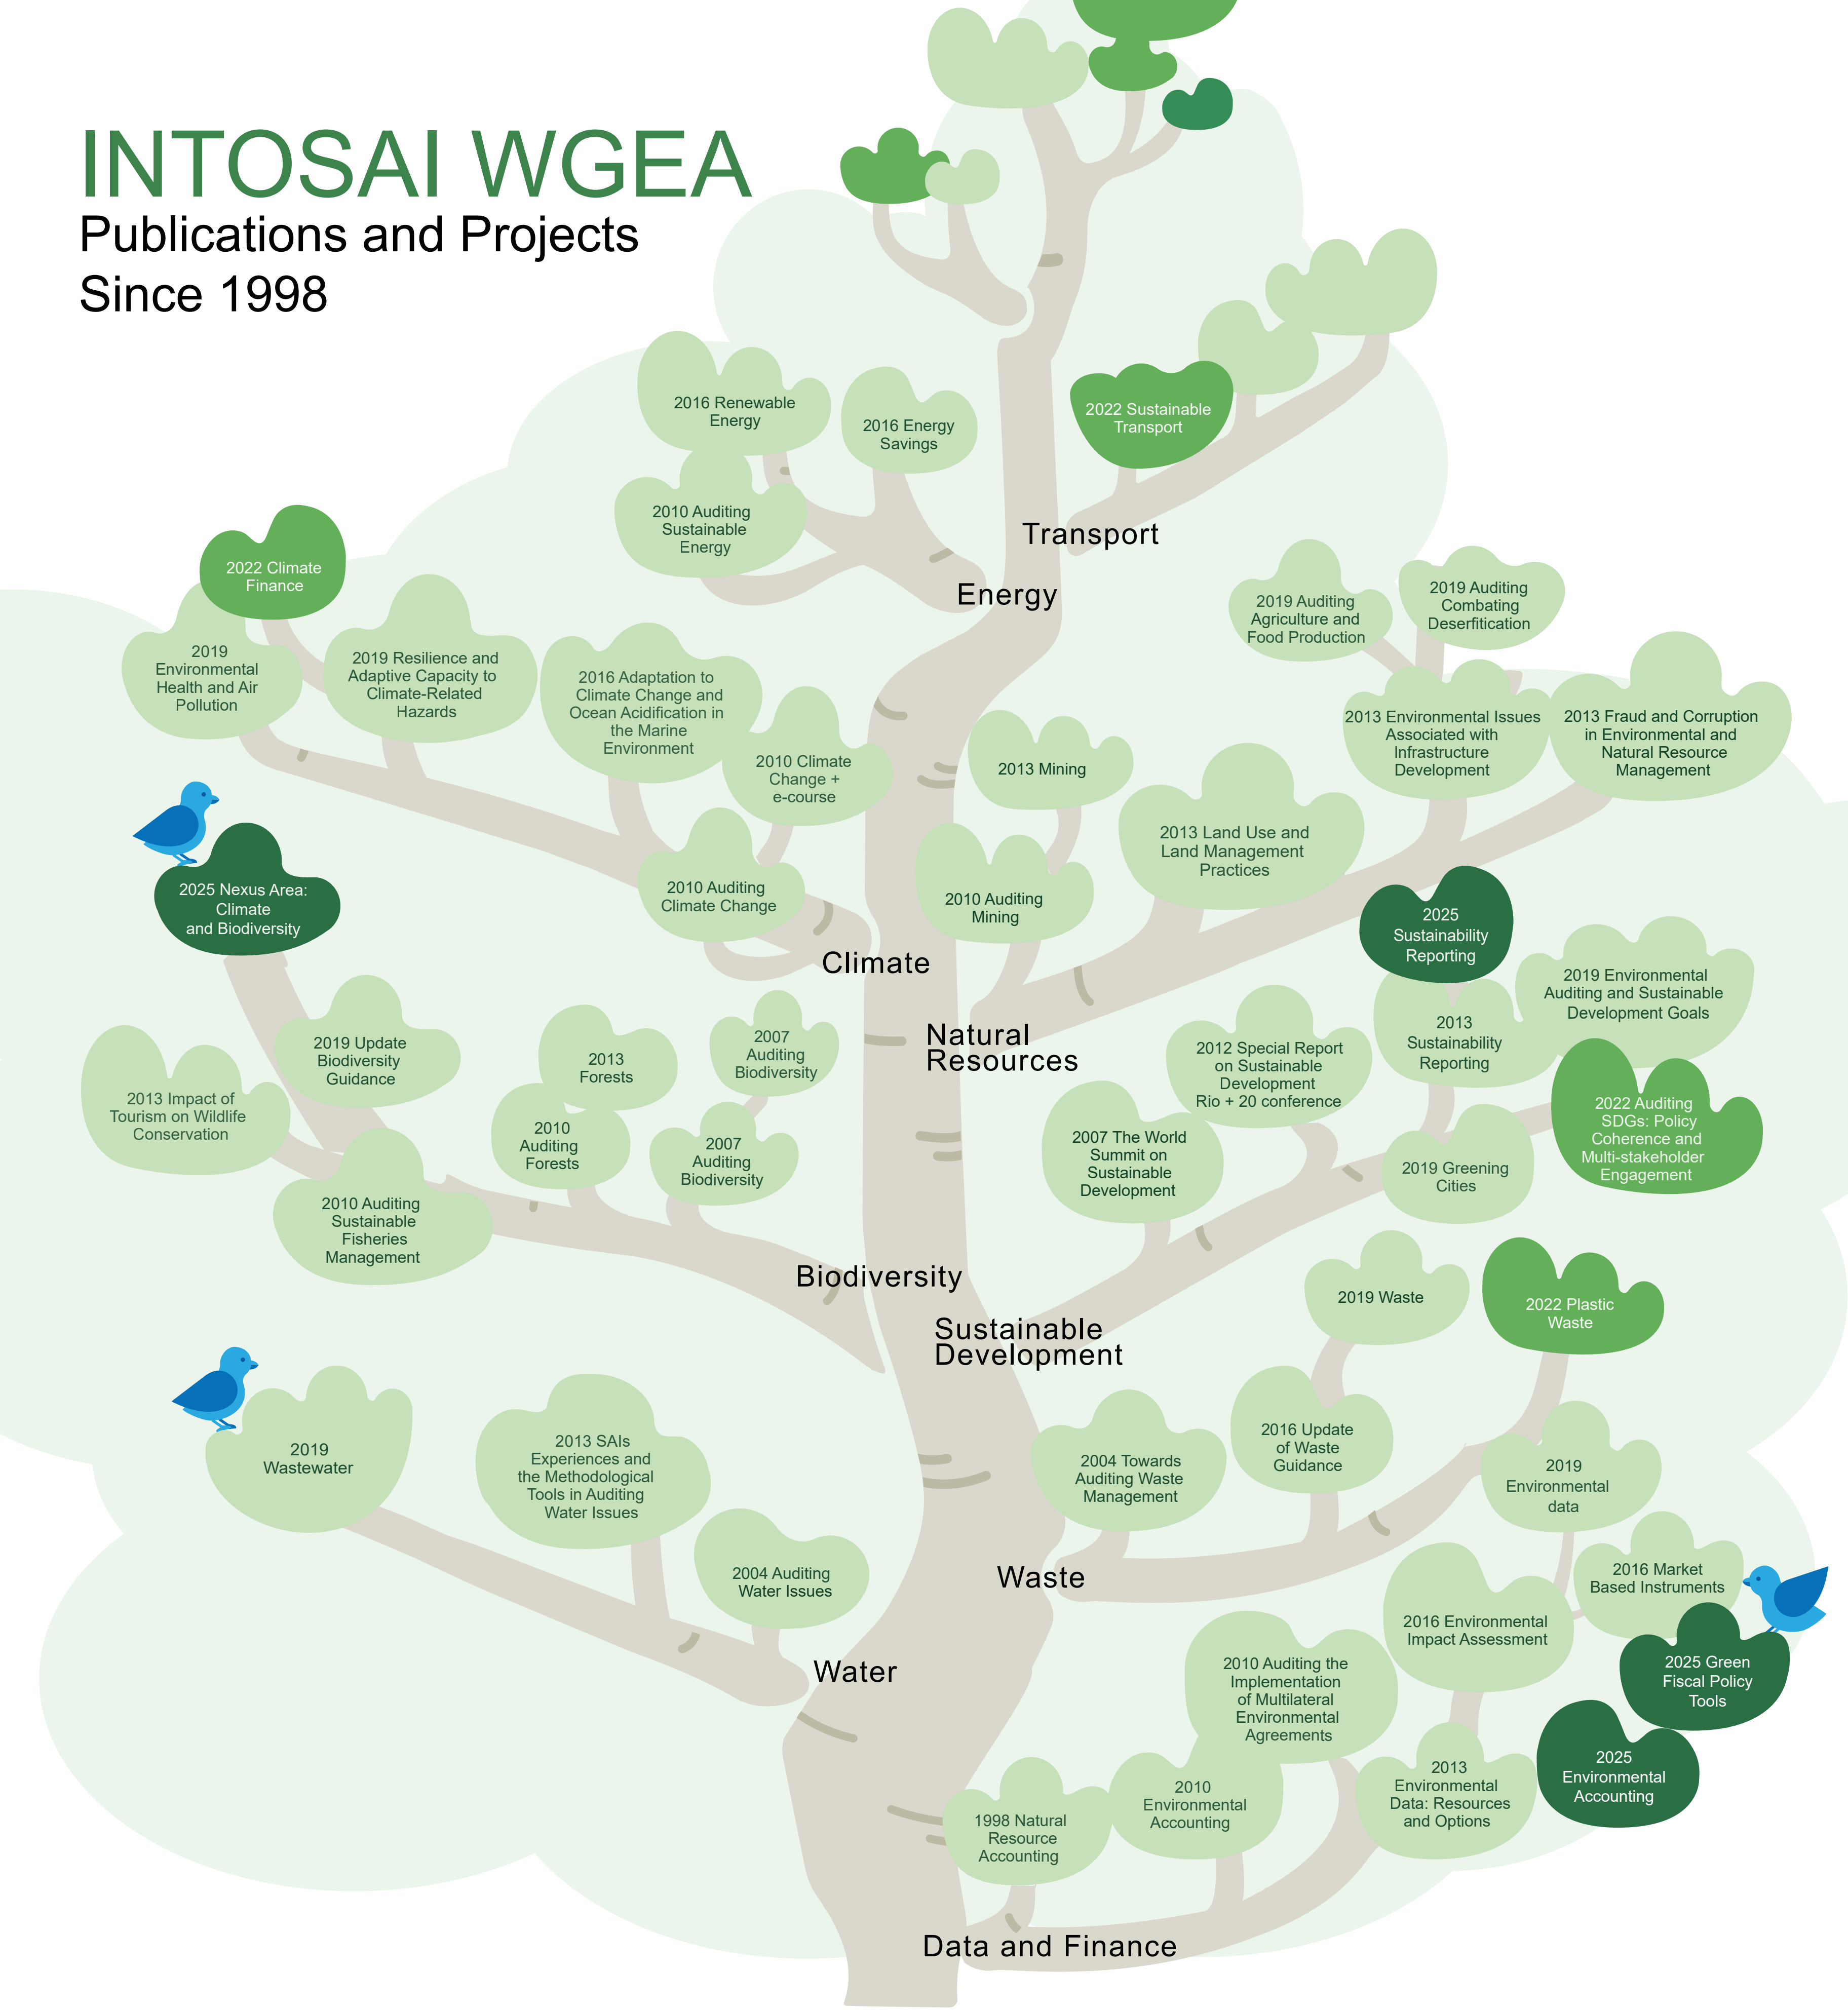 INTOSAI WGEA
Publications and Projects
Since 1998
2016 Renewable
Energy
2016 Energy
Savings
2022 Sustainable
Transport
2010 Auditing
Sustainable
Energy
Transport
Energy
2022 Climate
Finance
2019
Environmental
Health and Air
Pollution
2019 Resilience and
Adaptive Capacity to
Climate-Related
Hazards
2016 Adaptation to
Climate Change and
Ocean Acidification in
the Marine
Environment
2010 Climate
Change +
e-course
2010 Auditing
Climate Change
Climate
2019 Auditing
Agriculture and
Food Production
2019 Auditing
Combating
Deserfitication
2013 Environmental Issues
Associated with
Infrastructure
Development
2013 Fraud and Corruption
in Environmental and
Natural Resource
Management
2013 Mining
2013 Land Use and
Land Management
Practices
2010 Auditing
Mining
Natural
Resources
2025 Nexus Area:
Climate
and Biodiversity
2019 Update
Biodiversity
Guidance
2013 Impact of
Tourism on Wildlife
Conservation
2013
Forests
2007
Auditing
Biodiversity
2010
Auditing
Forests
2007
Auditing
Biodiversity
2010 Auditing
Sustainable
Fisheries
Management
Biodiversity
2025
Sustainability
Reporting
2019 Environmental
Auditing and Sustainable
Development Goals
2013
Sustainability
Reporting
2012 Special Report
on Sustainable
Development
Rio + 20 conference
2022 Auditing
SDGs: Policy
Coherence and
Multi-stakeholder
Engagement
2007 The World
Summit on
Sustainable
Development
2019 Greening
Cities
Sustainable
Development
2019 Waste
2022 Plastic
Waste
2016 Update
of Waste
Guidance
2004 Towards
Auditing Waste
Management
Waste
2019
Wastewater
2013 SAIs
Experiences and
the Methodological
Tools in Auditing
Water Issues
2004 Auditing
Water Issues
Water
2019
Environmental
data
2016 Market
Based Instruments
2016 Environmental
Impact Assessment
2025 Green
Fiscal Policy
Tools
2010 Auditing the
Implementation
of Multilateral
Environmental
Agreements
2025
Environmental
Accounting
2013
Environmental
Data: Resources
and Options
2010
Environmental
Accounting
1998 Natural
Resource
Accounting
Data and Finance